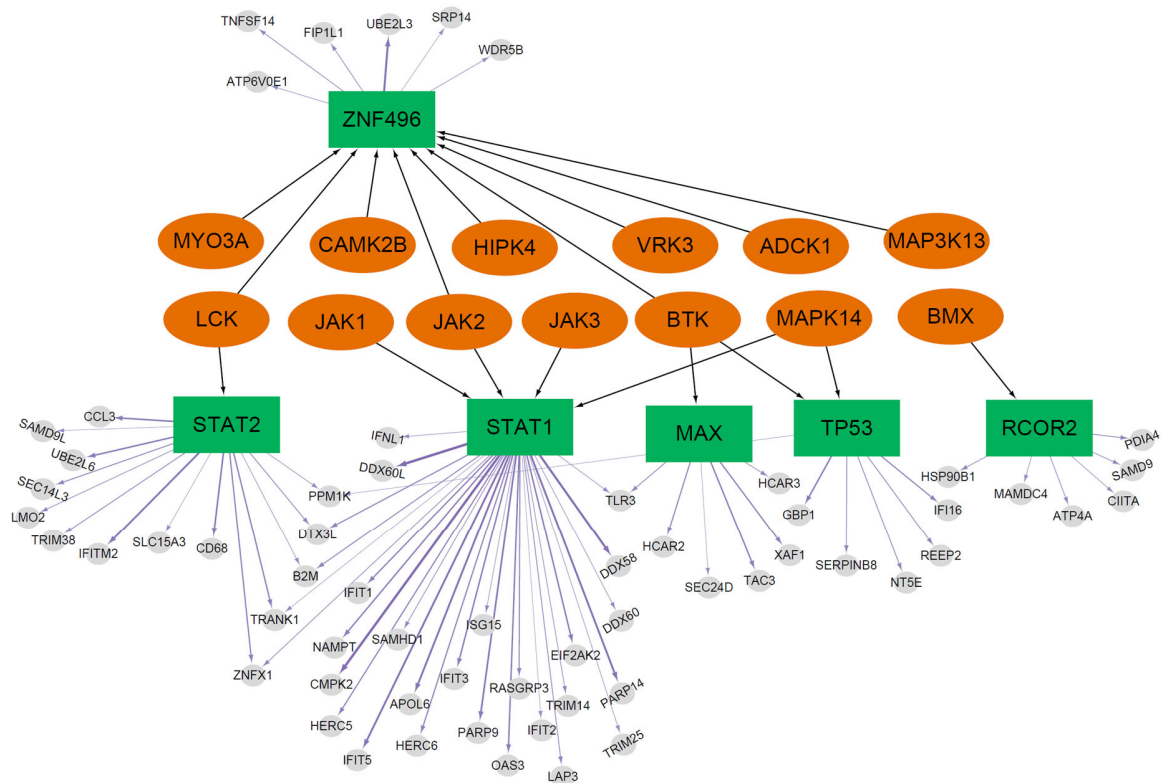 TNFSF14
FIP1L1
UBE2L3
SRP14
WDR5B
ATP6V0E1
ZNF496
MYO3A
CAMK2B
HIPK4
VRK3
ADCK1
MAP3K13
LCK
JAK1
JAK2
JAK3
BTK
MAPK14
BMX
STAT2
STAT1
MAX
TP53
RCOR2
CCL3
SAMD9L
UBE2L6
SEC14L3
LMO2
TRIM38
IFITM2
SLC15A3
CD68
IFNL1
DDX60L
PPM1K
DTX3L
B2M
TRANK1
ZNFX1
TLR3
HCAR3
HCAR2
SEC24D
TAC3
XAF1
GBP1
SERPINB8
NT5E
REEP2
IFI16
HSP90B1
MAMDC4
ATP4A
CIITA
SAMD9
PDIA4
IFIT1
NAMPT
SAMHD1
ISG15
DDX58
DDX60
EIF2AK2
CMPK2
HERC5
IFIT5
APOL6
HERC6
IFIT3
PARP9
RASGRP3
OAS3
IFIT2
TRIM14
LAP3
PARP14
TRIM25